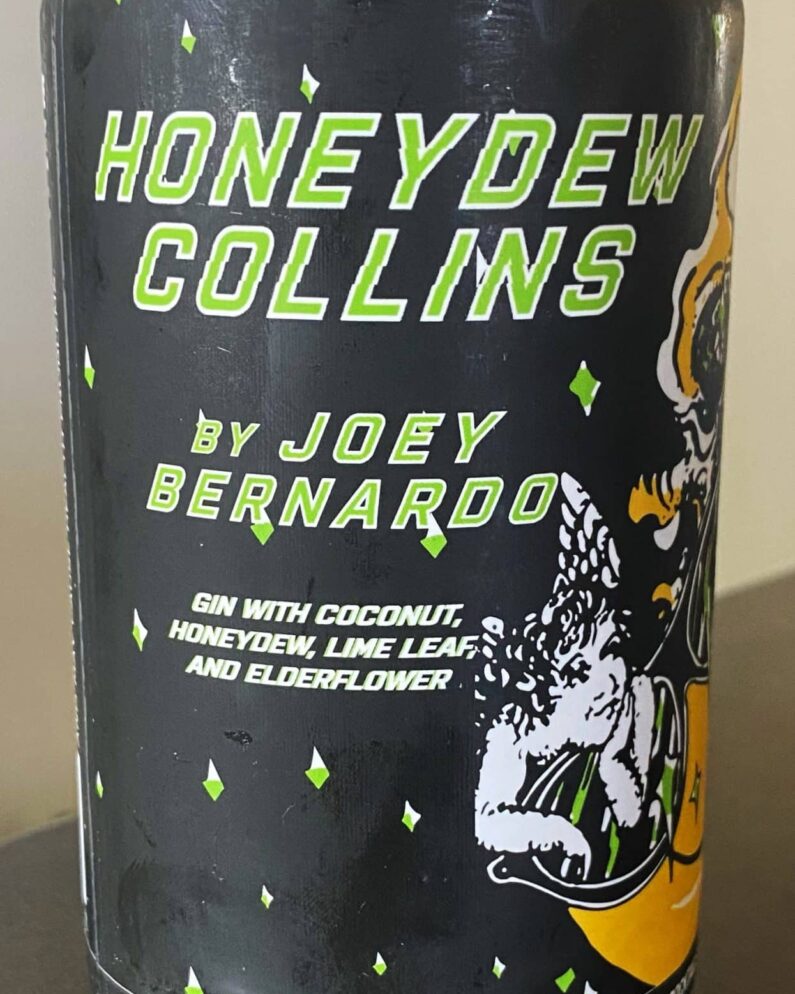 HONEYDEW
COLLINS
BY JOEY
BERNARDO
GIN WITH COCONUT,
HONEYDEW, LIME LEAF,
AND ELDERFLOWER